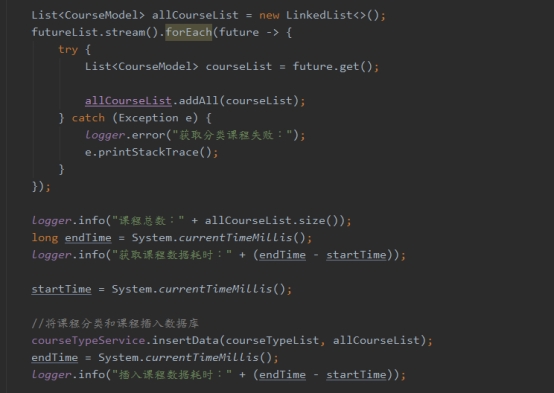 List<CourseModel> allCourseList = new LinkedList<>();
futureList.stream().forEach(future -> {
try {
List<CourseModel> courseList = future.get();
allCourseList.addAll(courseList);
} catch (Exception e) {
logger.error("获取分类课程失败：");
e.printStackTrace();
}
});
logger.info("课程总数：" + allCourseList.size());
long endTime = System.currentTimeMillis();
logger.info("获取课程数据耗时：" + (endTime - startTime));
startTime = System.currentTimeMillis();
//将课程分类和课程插入数据库
courseTypeService.insertData(courseTypeList, allCourseList);
endTime = System.currentTimeMillis();
logger.info("插入课程数据耗时：" + (endTime - startTime));